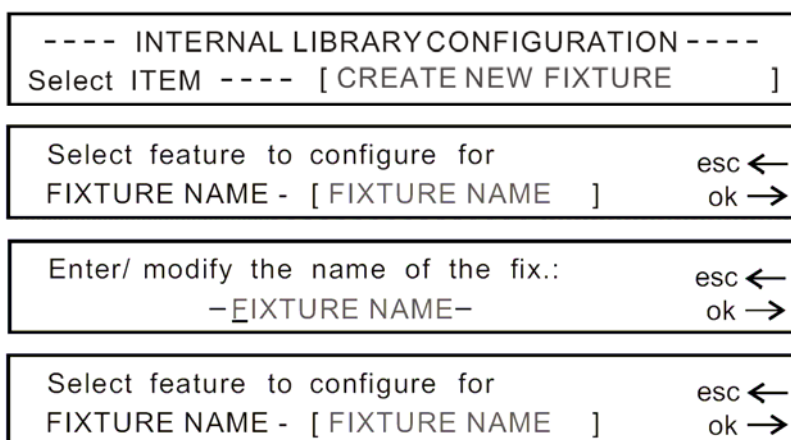 ---- INTERNAL LIBRARY CONFIGURATION ----
Select ITEM ---- [ CREATE NEW FIXTURE ]
Select feature to configure for esc ←
FIXTURE NAME - [ FIXTURE NAME ] ok →
Enter/ modify the name of the fix.: esc ←
–FIXTURE NAME– ok →
Select feature to configure for esc ←
FIXTURE NAME - [ FIXTURE NAME ] ok →